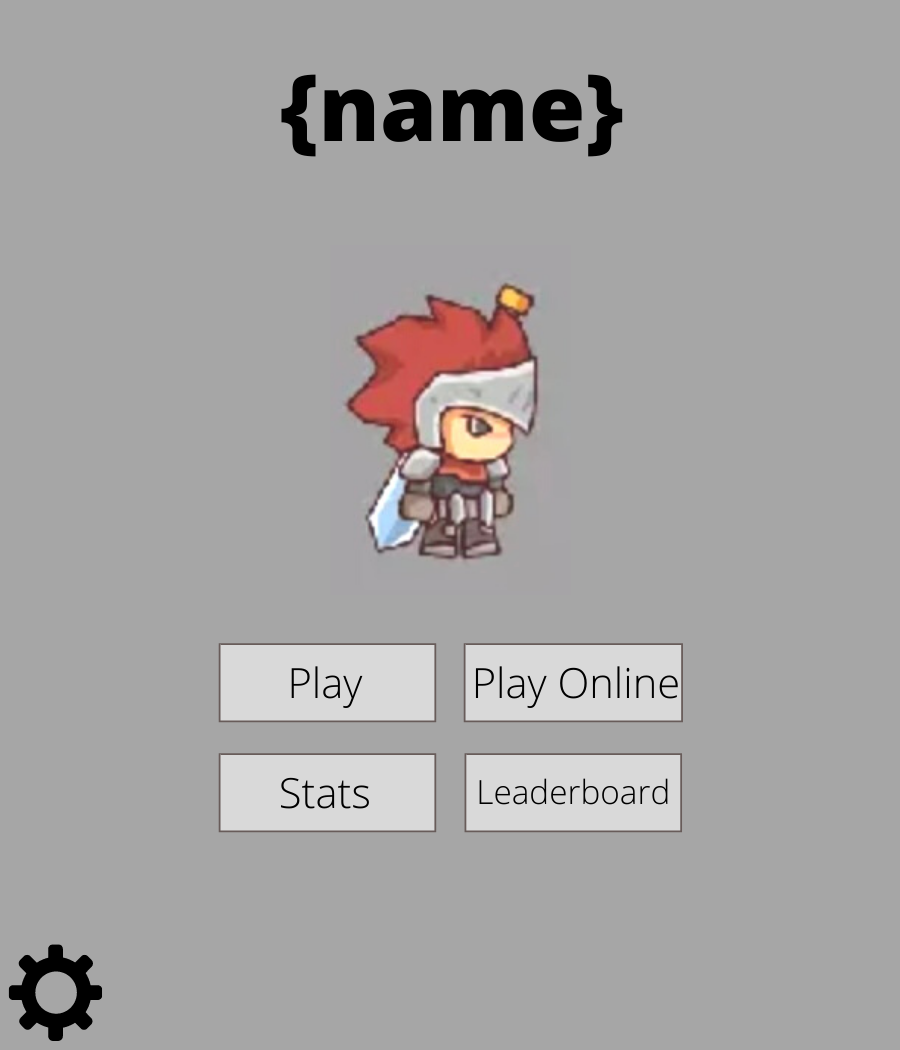 {name}
Play
Play Online
Stats
Leaderboard